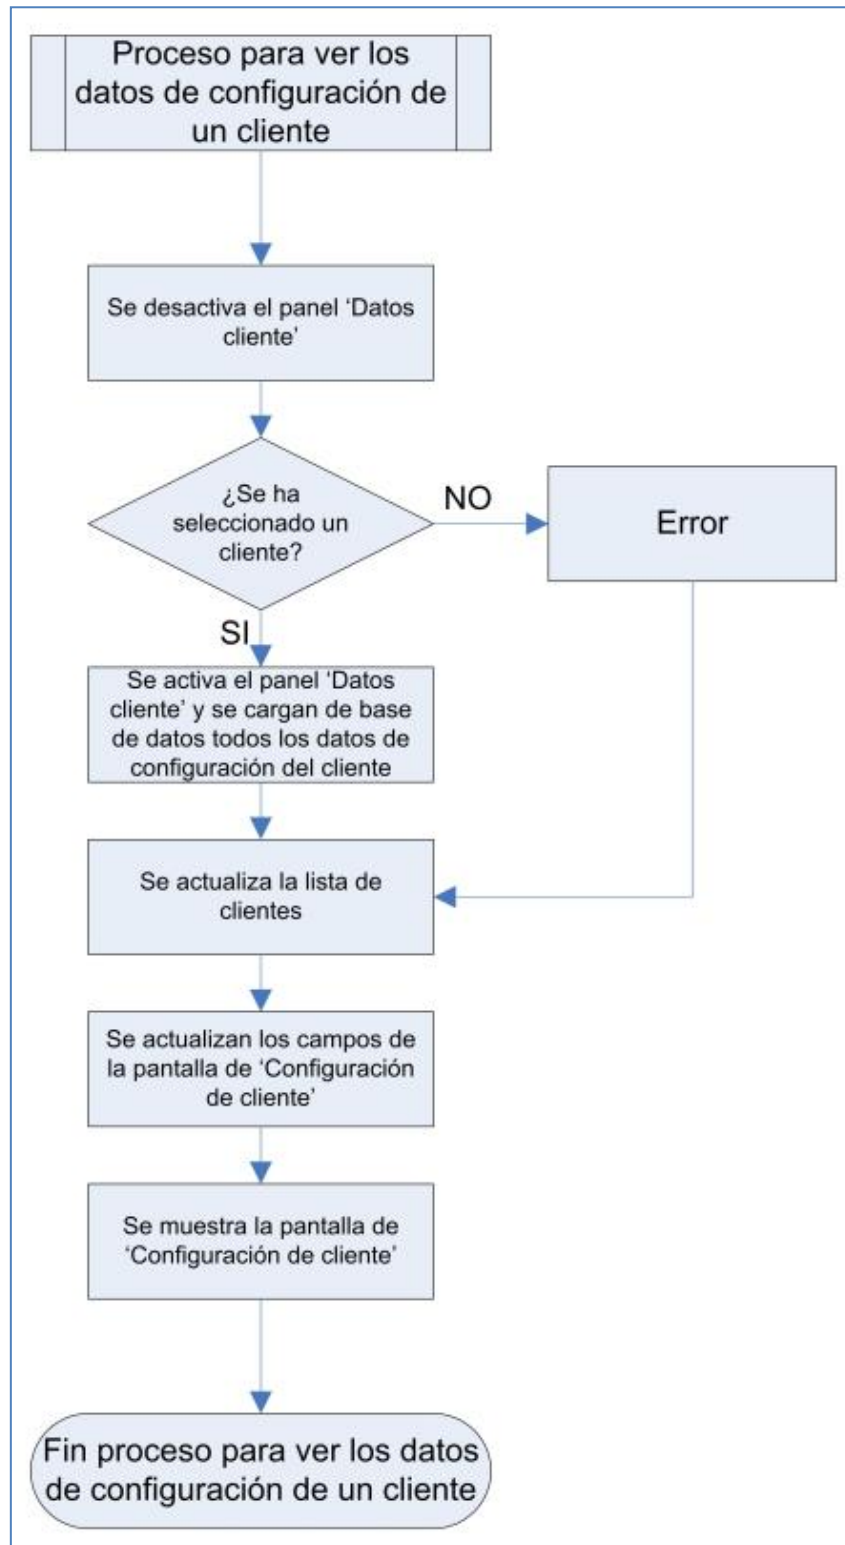 Proceso para ver los
datos de configuración de
un cliente
Se desactiva el panel ‘Datos
cliente’
¿Se ha
seleccionado un
cliente?
NO
Error
SI
Se activa el panel ‘Datos
cliente’ y se cargan de base
de datos todos los datos de
configuración del cliente
Se actualiza la lista de
clientes
Se actualizan los campos de
la pantalla de ‘Configuración
de cliente’
Se muestra la pantalla de
‘Configuración de cliente’
Fin proceso para ver los datos
de configuración de un cliente